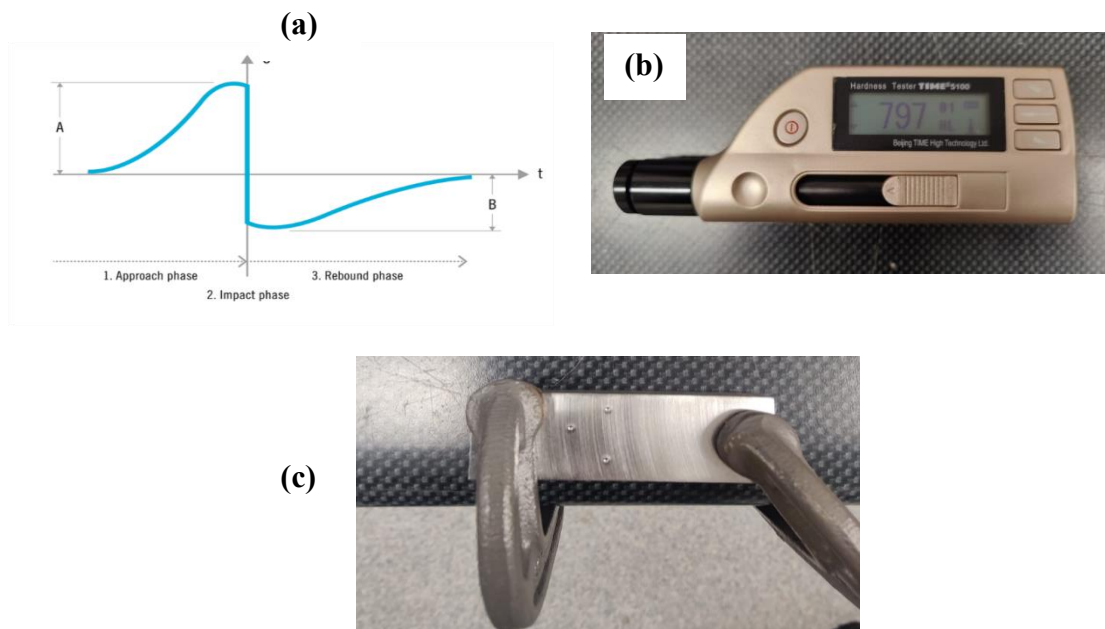 (a)
A
t
B
1. Approach phase
3. Rebound phase
2. Impact phase
(b)
Hardness Tester TIME®5100
797
HL
Beijing TIME High Technology Ltd.
(c)